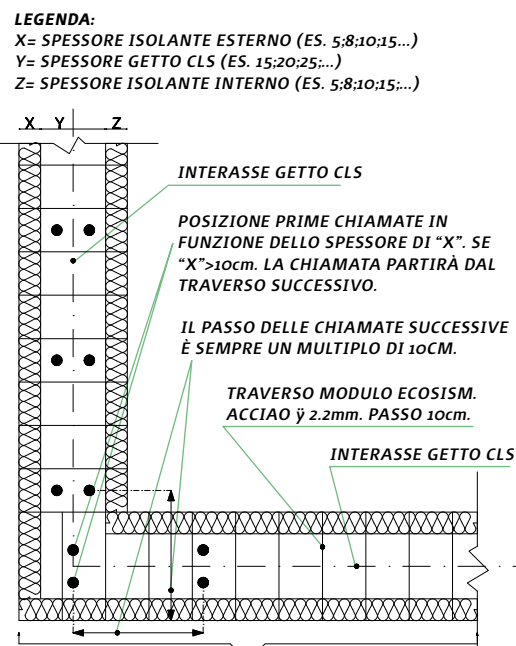 LEGENDA:
X= SPESSORE ISOLANTE ESTERNO (ES. 5;8;10;15...)
Y= SPESSORE GETTO CLS (ES. 15;20;25;...)
Z= SPESSORE ISOLANTE INTERNO (ES. 5;8;10;15;...)
X Y Z
INTERASSE GETTO CLS
POSIZIONE PRIME CHIAMATE IN
FUNZIONE DELLO SPESSORE DI “X”. SE
“X”>10cm. LA CHIAMATA PARTIRÀ DAL
TRAVERSO SUCCESSIVO.
IL PASSO DELLE CHIAMATE SUCCESSIVE
È SEMPRE UN MULTIPLO DI 10CM.
TRAVERSO MODULO ECOSISM.
ACCIAO ÿ 2.2mm. PASSO 10cm.
INTERASSE GETTO CLS